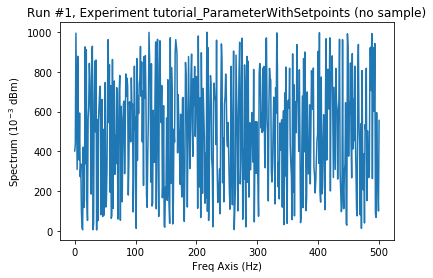 Run #1, Experiment tutorial_ParameterWithSetpoints (no sample)
1000
800
600
400
200
0
Spectrum (10⁻³ dBm)
0 100 200 300 400 500
Freq Axis (Hz)